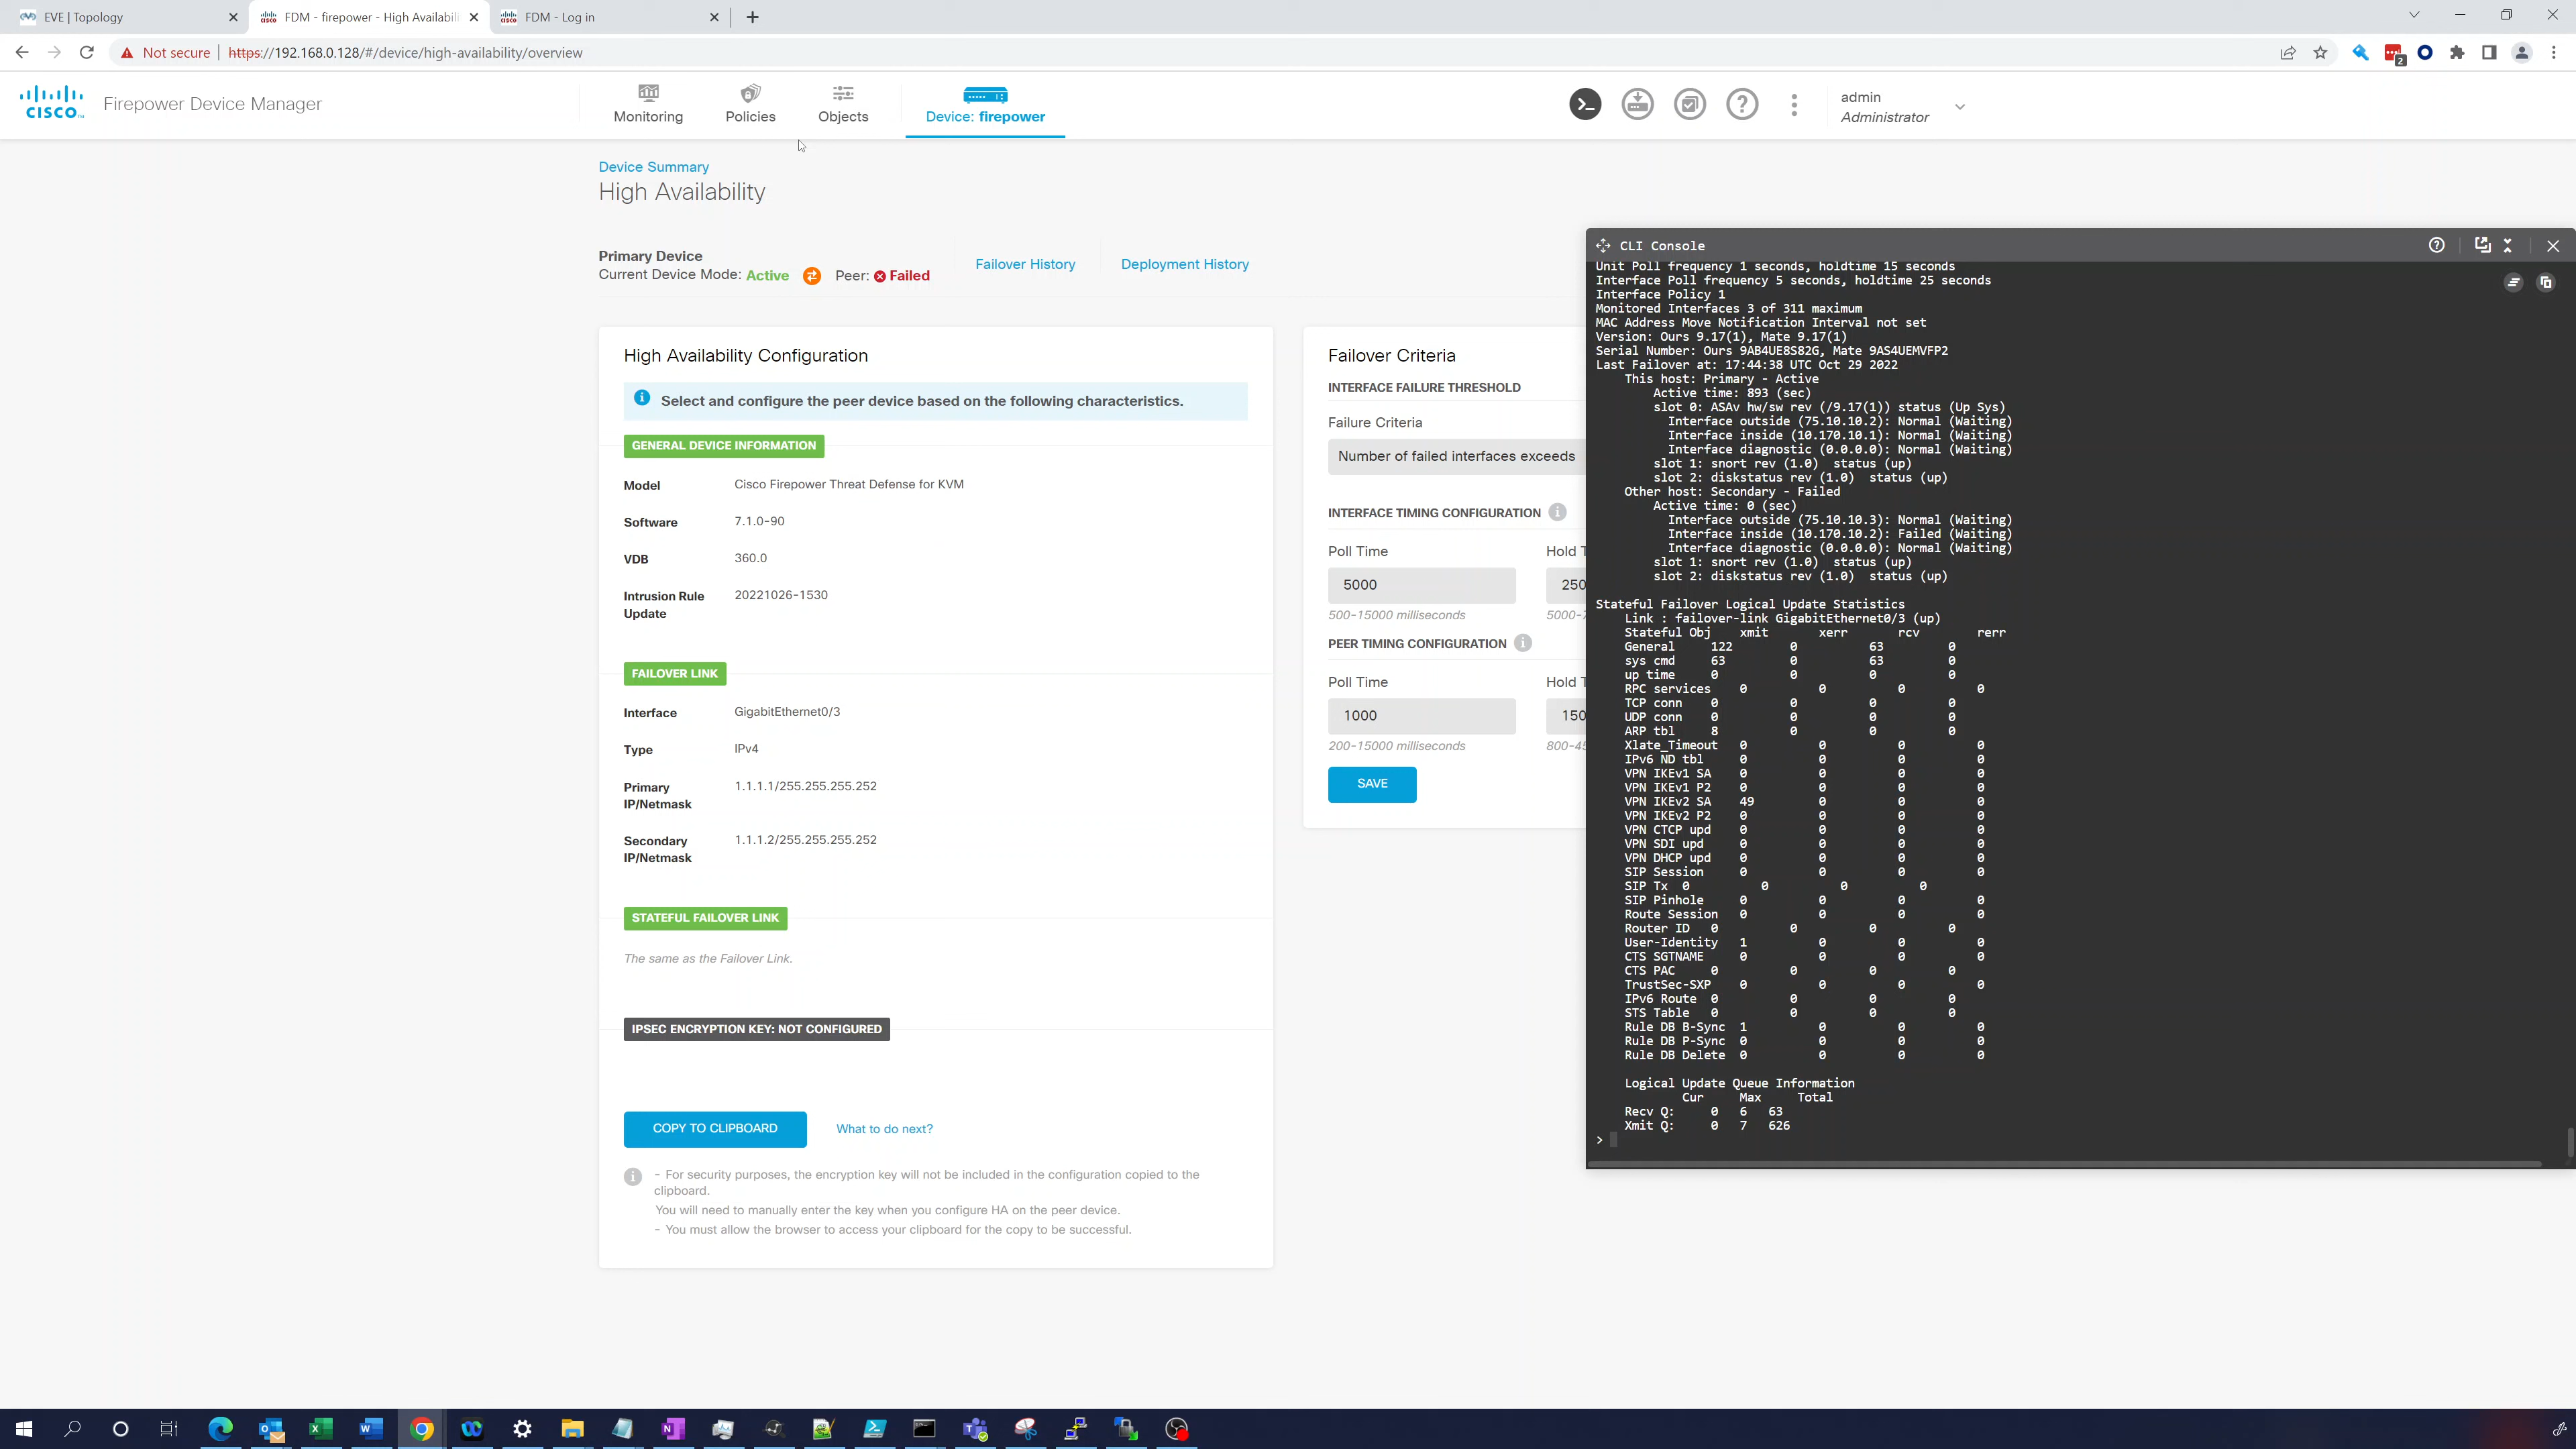 EVE | Topology
FDM - firepower - High Availabili
FDM - Log in
Not secure
https://192.168.0.128/#/device/high-availability/overview
2
CISCO
Firepower Device Manager
Monitoring
Policies
Objects
Device: firepower
admin
Administrator
Device Summary
High Availability
Primary Device
Current Device Mode: Active
Peer: Failed
Failover History
Deployment History
High Availability Configuration
Select and configure the peer device based on the following characteristics.
GENERAL DEVICE INFORMATION
Model Cisco Firepower Threat Defense for KVM
Software 7.1.0-90
VDB 360.0
Intrusion Rule Update 20221026-1530
FAILOVER LINK
Interface GigabitEthernet0/3
Type IPv4
Primary IP/Netmask 1.1.1.1/255.255.255.252
Secondary IP/Netmask 1.1.1.2/255.255.255.252
STATEFUL FAILOVER LINK
The same as the Failover Link.
IPSEC ENCRYPTION KEY: NOT CONFIGURED
COPY TO CLIPBOARD
What to do next?
- For security purposes, the encryption key will not be included in the configuration copied to the
clipboard.
You will need to manually enter the key when you configure HA on the peer device.
- You must allow the browser to access your clipboard for the copy to be successful.
Failover Criteria
INTERFACE FAILURE THRESHOLD
Failure Criteria
Number of failed interfaces exceeds
INTERFACE TIMING CONFIGURATION
Poll Time Hold T
5000 250
500-15000 milliseconds 5000-7
PEER TIMING CONFIGURATION
Poll Time Hold T
1000 150
200-15000 milliseconds 800-45
SAVE
CLI Console
Unit Poll frequency 1 seconds, holdtime 15 seconds
Interface Poll frequency 5 seconds, holdtime 25 seconds
Interface Policy 1
Monitored Interfaces 3 of 311 maximum
MAC Address Move Notification Interval not set
Version: Ours 9.17(1), Mate 9.17(1)
Serial Number: Ours 9AB4UE8S82G, Mate 9AS4UEMVFP2
Last Failover at: 17:44:38 UTC Oct 29 2022
This host: Primary - Active
Active time: 893 (sec)
slot 0: ASAv hw/sw rev (/9.17(1)) status (Up Sys)
Interface outside (75.10.10.2): Normal (Waiting)
Interface inside (10.170.10.1): Normal (Waiting)
Interface diagnostic (0.0.0.0): Normal (Waiting)
slot 1: snort rev (1.0) status (up)
slot 2: diskstatus rev (1.0) status (up)
Other host: Secondary - Failed
Active time: 0 (sec)
Interface outside (75.10.10.3): Normal (Waiting)
Interface inside (10.170.10.2): Failed (Waiting)
Interface diagnostic (0.0.0.0): Normal (Waiting)
slot 1: snort rev (1.0) status (up)
slot 2: diskstatus rev (1.0) status (up)
Stateful Failover Logical Update Statistics
Link : failover-link GigabitEthernet0/3 (up)
Stateful Obj xmit xerr rcv rerr
General 122 0 63 0
sys cmd 63 0 63 0
up time 0 0 0 0
RPC services 0 0 0 0
TCP conn 0 0 0 0
UDP conn 0 0 0 0
ARP tbl 8 0 0 0
Xlate_Timeout 0 0 0 0
IPv6 ND tbl 0 0 0 0
VPN IKEv1 SA 0 0 0 0
VPN IKEv1 P2 0 0 0 0
VPN IKEv2 SA 49 0 0 0
VPN IKEv2 P2 0 0 0 0
VPN CTCP upd 0 0 0 0
VPN SDI upd 0 0 0 0
VPN DHCP upd 0 0 0 0
SIP Session 0 0 0 0
SIP Tx 0 0 0 0
SIP Pinhole 0 0 0 0
Route Session 0 0 0 0
Router ID 0 0 0 0
User-Identity 1 0 0 0
CTS SGTNAME 0 0 0 0
CTS PAC 0 0 0 0
TrustSec-SXP 0 0 0 0
IPv6 Route 0 0 0 0
STS Table 0 0 0 0
Rule DB B-Sync 1 0 0 0
Rule DB P-Sync 0 0 0 0
Rule DB Delete 0 0 0 0
Logical Update Queue Information
Cur Max Total
Recv Q: 0 6 63
Xmit Q: 0 7 626
>